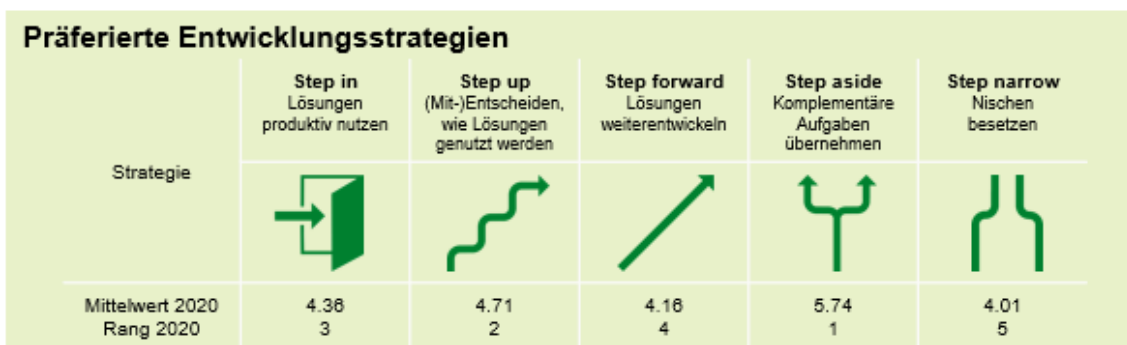 Präferierte Entwicklungsstrategien
Strategie
Step in
Lösungen
produktiv nutzen
Step up
(Mit-)Entscheiden,
wie Lösungen
genutzt werden
Step forward
Lösungen
weiterentwickeln
Step aside
Komplementäre
Aufgaben
übernehmen
Step narrow
Nischen
besetzen
Mittelwert 2020 4.36 4.71 4.16 5.74 4.01
Rang 2020 3 2 4 1 5